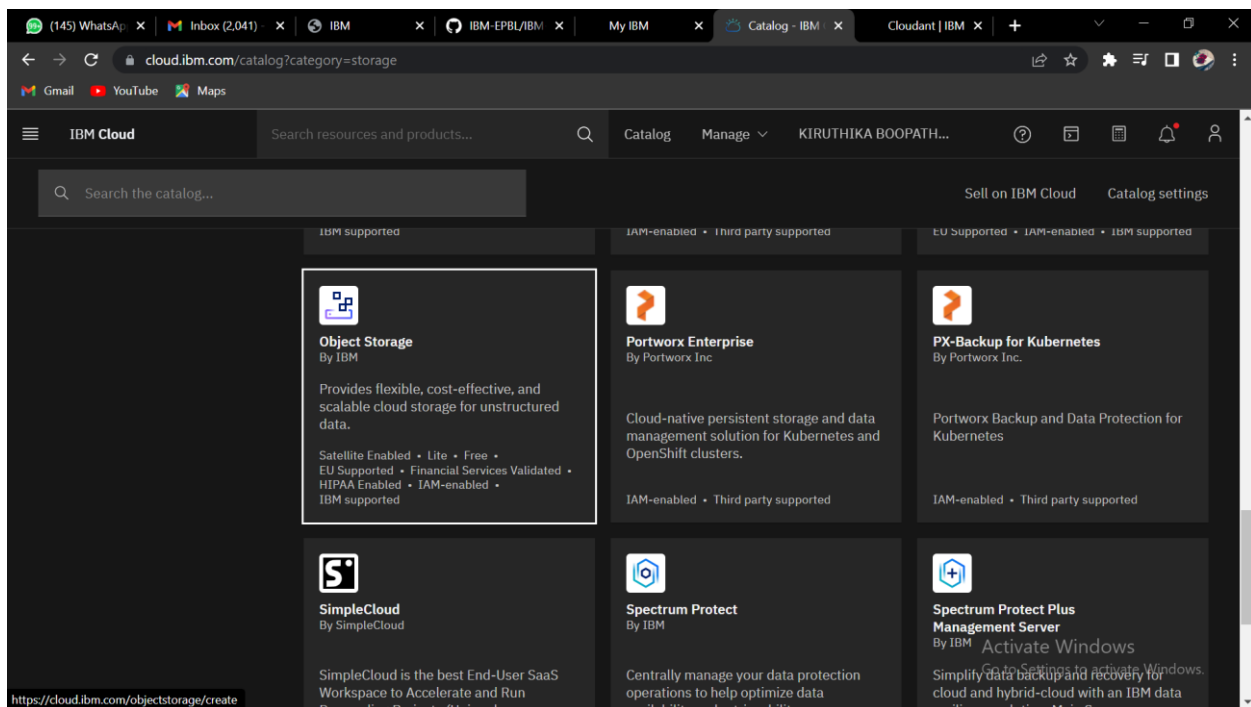 (145) WhatsAp
Inbox (2,041)
IBM
IBM-EPBL/IBM
My IBM
Catalog - IBM
Cloudant | IBM
cloud.ibm.com/catalog?category=storage
Gmail
YouTube
Maps
IBM Cloud
Search resources and products...
Catalog
Manage
KIRUTHIKA BOOPATH...
Search the catalog...
Sell on IBM Cloud
Catalog settings
IBM supported
IAM-enabled • Third party supported
EU Supported • IAM-enabled • IBM supported
Object Storage
By IBM
Provides flexible, cost-effective, and
scalable cloud storage for unstructured
data.
Satellite Enabled • Lite • Free •
EU Supported • Financial Services Validated •
HIPAA Enabled • IAM-enabled •
IBM supported
Portworx Enterprise
By Portworx Inc
Cloud-native persistent storage and data
management solution for Kubernetes and
OpenShift clusters.
IAM-enabled • Third party supported
PX-Backup for Kubernetes
By Portworx Inc.
Portworx Backup and Data Protection for
Kubernetes
IAM-enabled • Third party supported
SimpleCloud
By SimpleCloud
SimpleCloud is the best End-User SaaS
Workspace to Accelerate and Run
Spectrum Protect
By IBM
Centrally manage your data protection
operations to help optimize data
Spectrum Protect Plus
Management Server
By IBM
Simplify data backup and recovery for
cloud and hybrid-cloud with an IBM data
Activate Windows
Go to Settings to activate Windows.
https://cloud.ibm.com/objectstorage/create